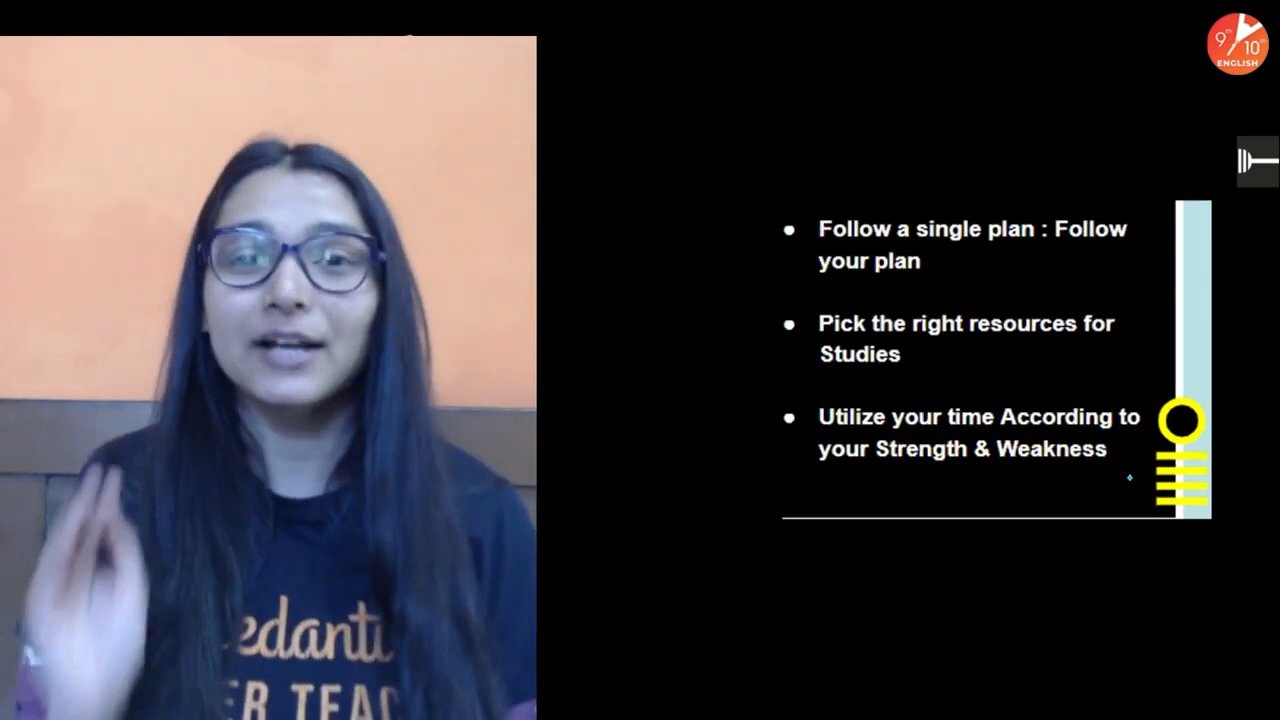 9th
10th
ENGLISH
Follow a single plan : Follow
your plan
Pick the right resources for
Studies
Utilize your time According to
your Strength & Weakness
edanti
ER TEAC